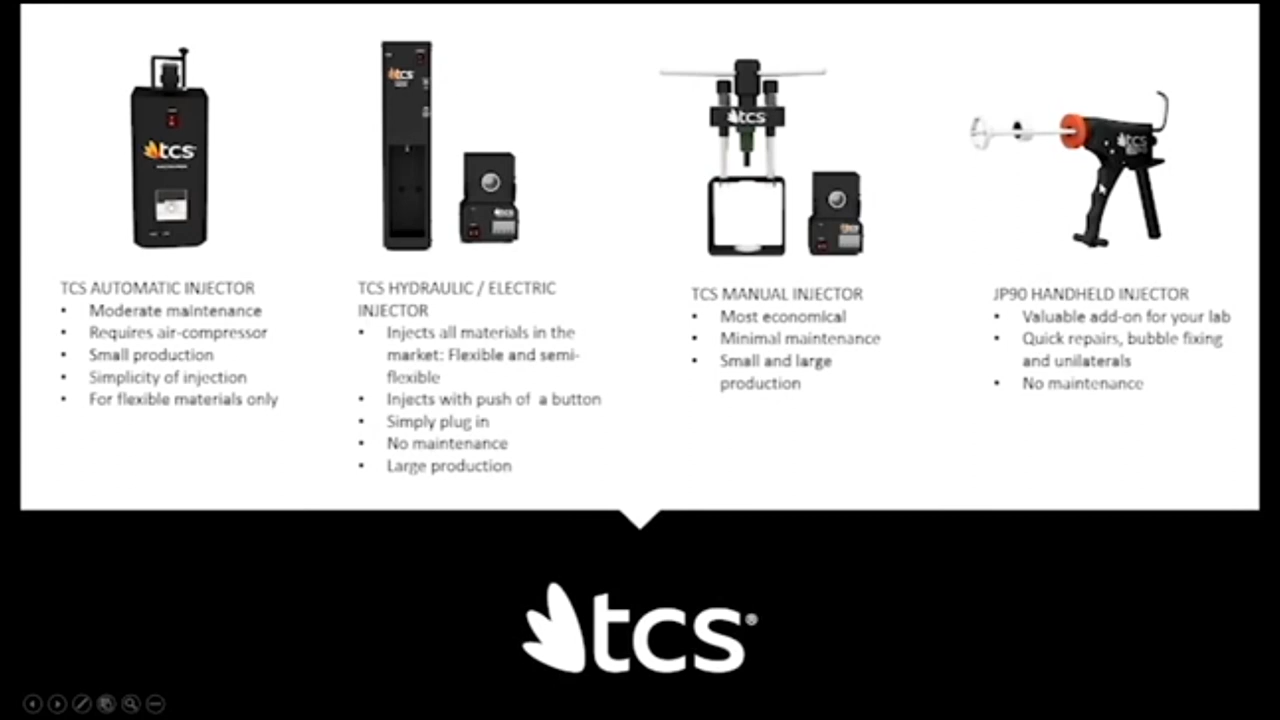 tcs
tcs
tcs
tcs
tcs
TCS AUTOMATIC INJECTOR
• Moderate maintenance
• Requires air-compressor
• Small production
• Simplicity of injection
• For flexible materials only
TCS HYDRAULIC / ELECTRIC
INJECTOR
• Injects all materials in the
market: Flexible and semi-
flexible
• Injects with push of a button
• Simply plug in
• No maintenance
• Large production
TCS MANUAL INJECTOR
• Most economical
• Minimal maintenance
• Small and large
production
JP90 HANDHELD INJECTOR
• Valuable add-on for your lab
• Quick repairs, bubble fixing
and unilaterals
• No maintenance
tcs®